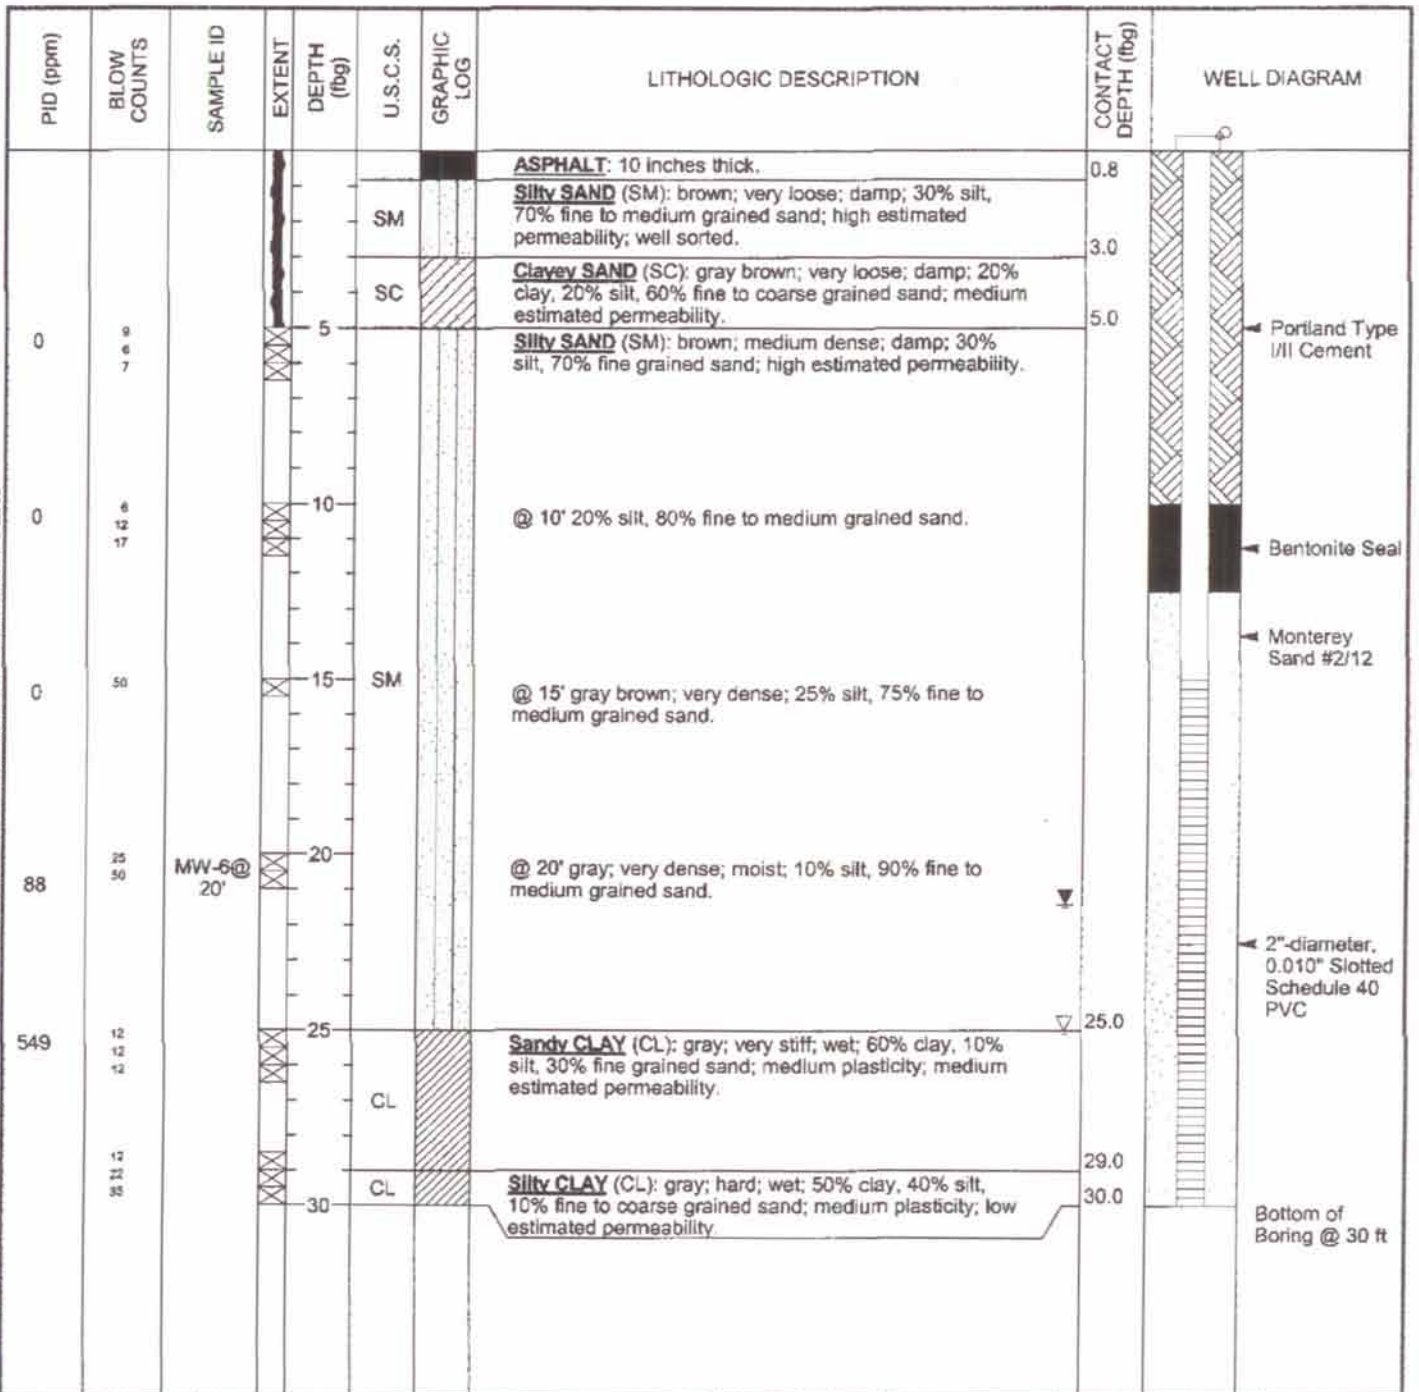 PID (ppm)
BLOW
COUNTS
SAMPLE ID
EXTENT
DEPTH
(fbg)
U.S.C.S.
GRAPHIC
LOG
LITHOLOGIC DESCRIPTION
CONTACT
DEPTH (fbg)
WELL DIAGRAM
ASPHALT: 10 inches thick.
0.8
Silty SAND (SM): brown; very loose; damp; 30% silt,
70% fine to medium grained sand; high estimated
permeability; well sorted.
SM
3.0
Clayey SAND (SC): gray brown; very loose; damp; 20%
clay, 20% silt, 60% fine to coarse grained sand; medium
estimated permeability.
SC
5.0
0
9
6
7
5
Silty SAND (SM): brown; medium dense; damp; 30%
silt, 70% fine grained sand; high estimated permeability.
Portland Type
I/II Cement
0
6
12
17
10
@ 10' 20% silt, 80% fine to medium grained sand.
Bentonite Seal
Monterey
Sand #2/12
0
50
15
SM
@ 15' gray brown; very dense; 25% silt, 75% fine to
medium grained sand.
88
25
50
MW-6@
20'
20
@ 20' gray; very dense; moist; 10% silt, 90% fine to
medium grained sand.
2"-diameter,
0.010" Slotted
Schedule 40
PVC
549
12
12
12
25
25.0
Sandy CLAY (CL): gray; very stiff; wet; 60% clay, 10%
silt, 30% fine grained sand; medium plasticity; medium
estimated permeability.
CL
29.0
12
35
CL
Silty CLAY (CL): gray; hard; wet; 50% clay, 40% silt,
10% fine to coarse grained sand; medium plasticity; low
estimated permeability.
30
30.0
Bottom of
Boring @ 30 ft